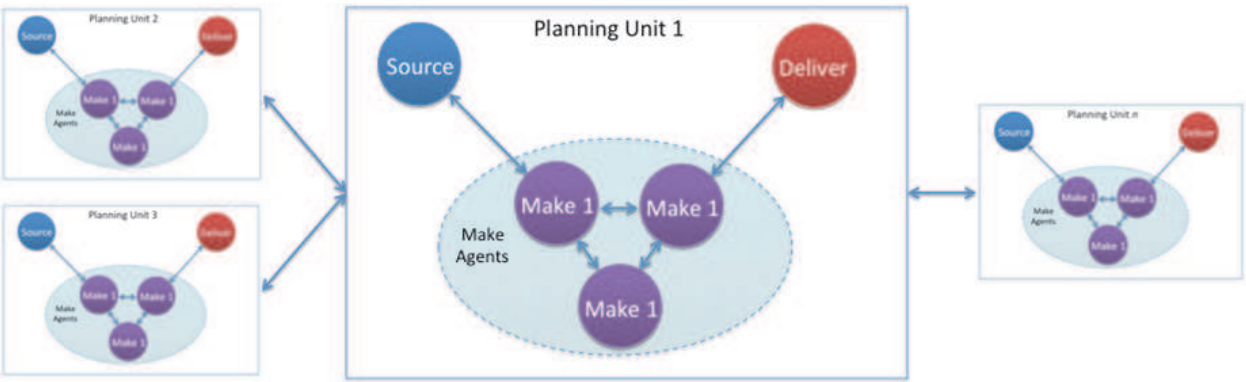 Planning Unit 2
Source
Deliver
Make 1
Make 1
Make
Agents
Make 1
Planning Unit 3
Source
Deliver
Make 1
Make 1
Make
Agents
Make 1
Planning Unit 1
Source
Deliver
Make 1
Make 1
Make
Agents
Make 1
Planning Unit n
Source
Deliver
Make 1
Make 1
Make
Agents
Make 1